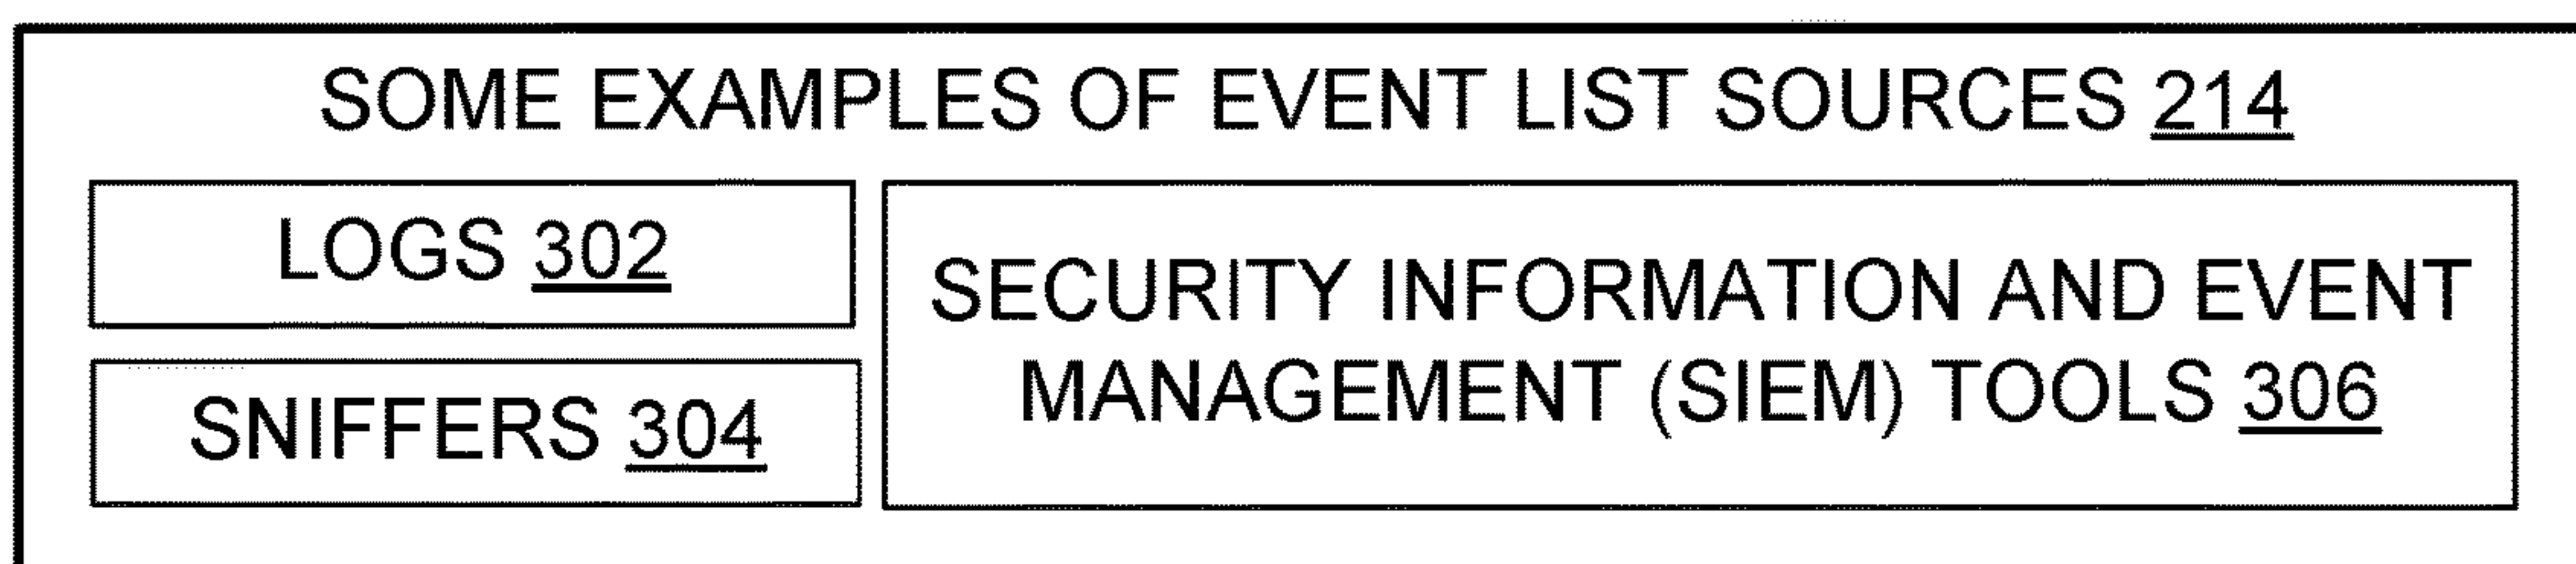 SOME EXAMPLES OF EVENT LIST SOURCES 214
LOGS 302
SNIFFERS 304
SECURITY INFORMATION AND EVENT
MANAGEMENT (SIEM) TOOLS 306